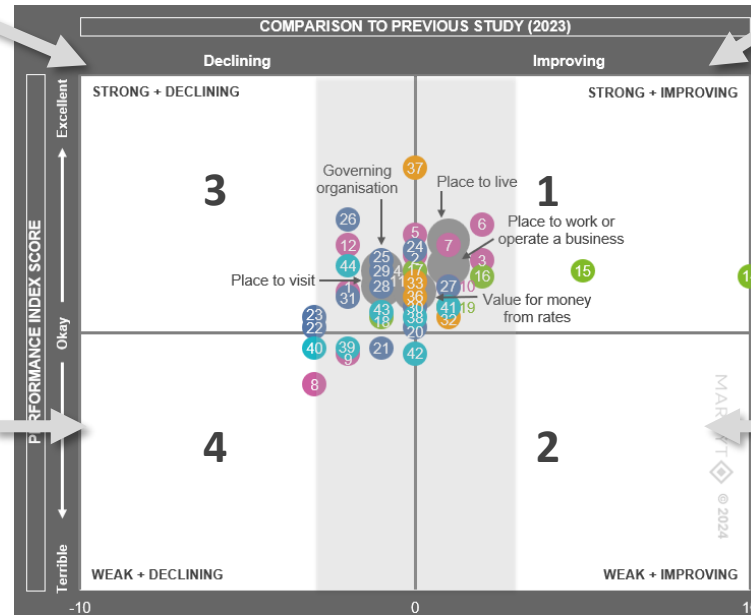 COMPARISON TO PREVIOUS STUDY (2023)
Declining
Improving
PERFORMANCE INDEX SCORE
Excellent
Okay
Terrible
STRONG + DECLINING
STRONG + IMPROVING
3
1
37
Governing
organisation
Place to live
26
6
5
Place to work or
operate a business
12
24
7
2
25
3
44
29
4
17
15
16
Place to visit
28
11
33
27
10
31
36
Value for money
from rates
43
30
41
19
23
18
38
32
22
20
40
39
21
42
9
8
4
2
MAR
YT
© 2024
WEAK + DECLINING
WEAK + IMPROVING
-10
0